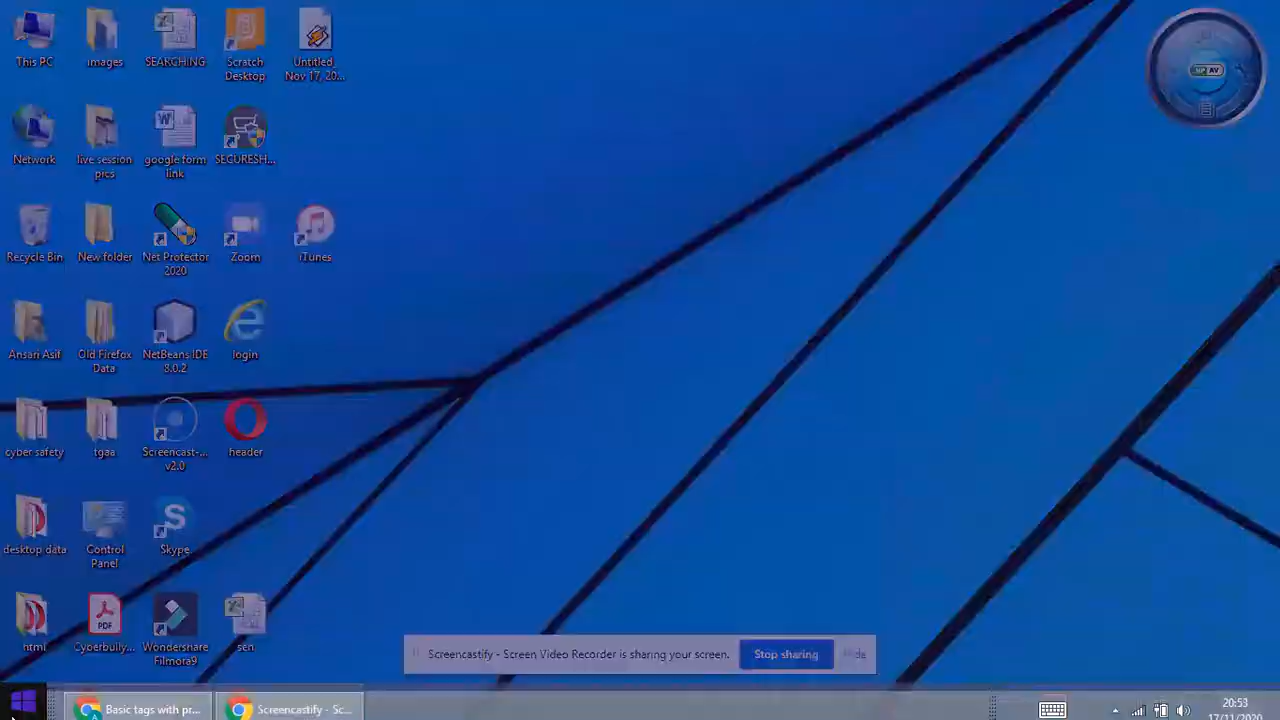 This PC
images
SEARCHING
Scratch
Desktop
Untitled
Nov 17, 20...
AV
Network
live session
pics
google form
link
SECURESH...
Recycle Bin
New folder
Net Protector
2020
Zoom
iTunes
Ansari Asif
Old Firefox
Data
NetBeans IDE
8.0.2
login
cyber safety
tgaa
Screencast-...
v2.0
header
desktop data
Control
Panel
Skype
html
PDF
Cyberbully...
Wondershare
Filmora9
sen
Screencastify - Screen Video Recorder is sharing your screen.
Stop sharing
Hide
Basic tags with pr...
Screencastify - Sc...
20:53
17/11/2020